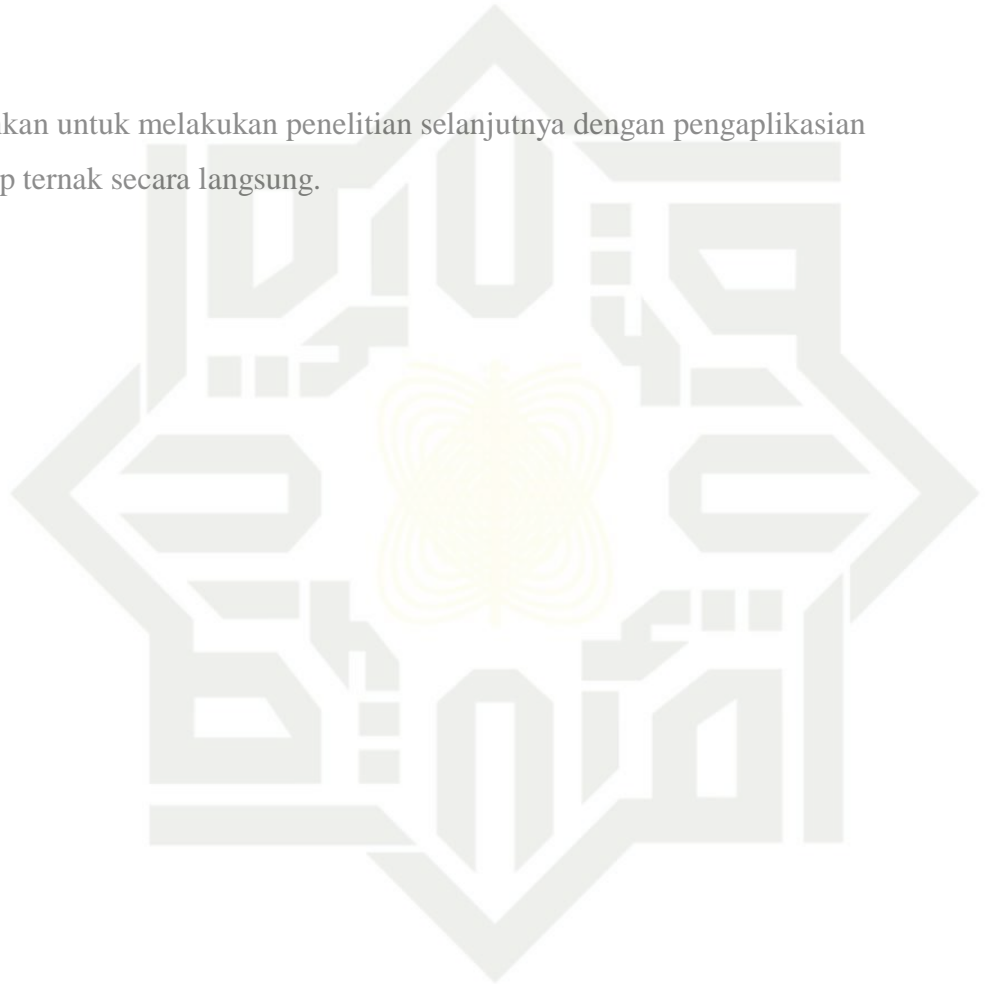 kan untuk melakukan penelitian selanjutnya dengan pengaplikasian
p ternak secara langsung.